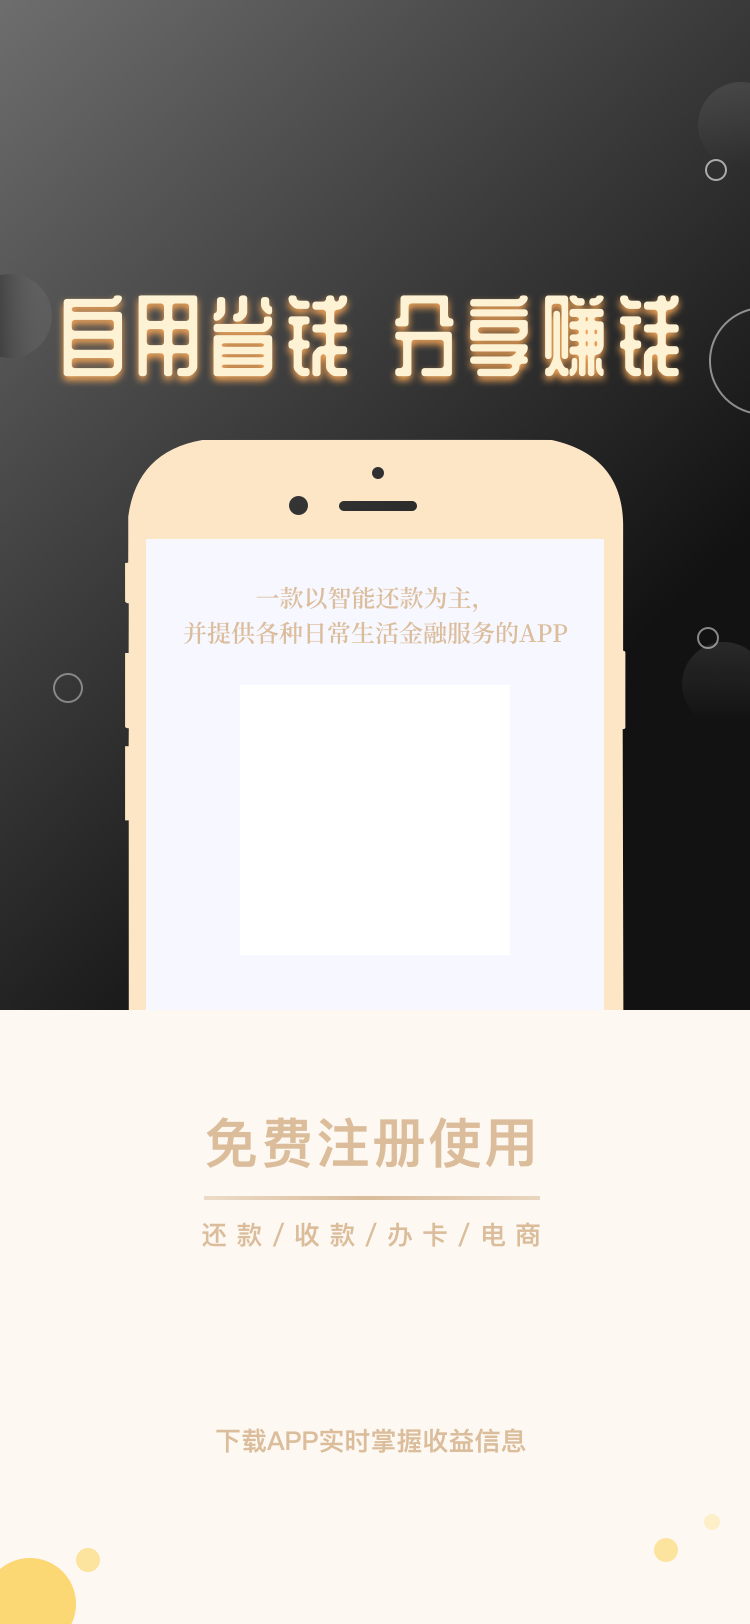 自用省钱 分享赚钱
一款以智能还款为主，
并提供各种日常生活金融服务的APP
免费注册使用
还款/收款/办卡/电商
下载APP实时掌握收益信息